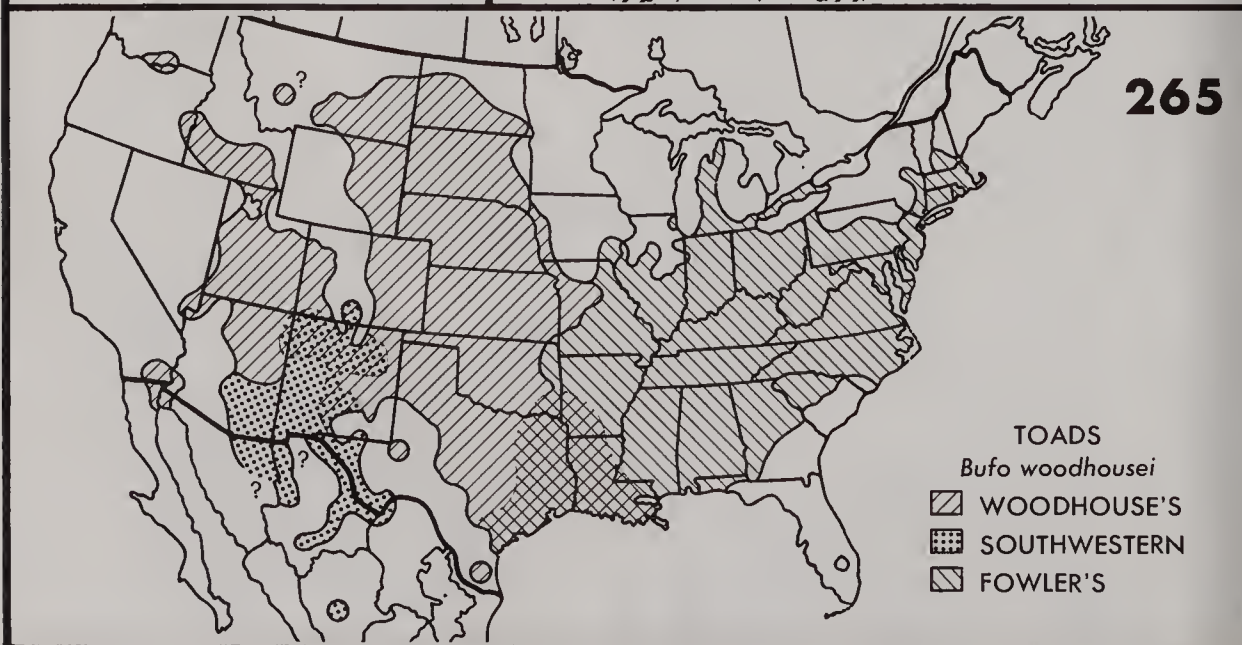 265
?
?
?
TOADS
Bufo woodhousei
WOODHOUSE'S
SOUTHWESTERN
FOWLER'S